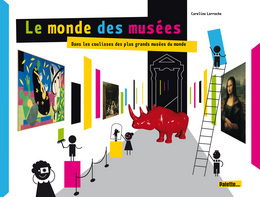 Caroline Larroche
Le monde des musées
Dans les coulisses des plus grands musées du monde
Palette...